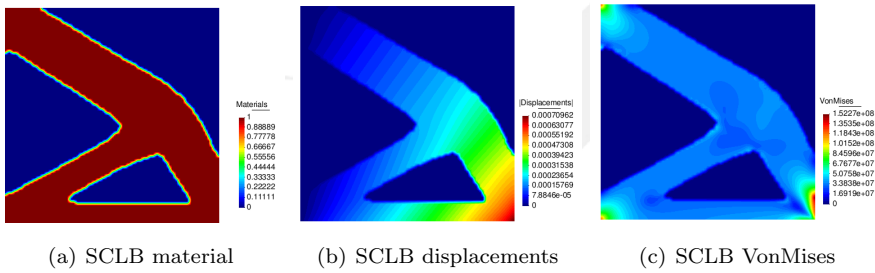 Materials
1
0.88889
0.77778
0.66667
0.55556
0.44444
0.33333
0.22222
0.11111
0
|Displacements|
0.00070962
0.00063077
0.00055192
0.00047308
0.00039423
0.00031538
0.00023654
0.00015769
7.8846e-05
0
VonMises
1.5227e+08
1.3535e+08
1.1843e+08
1.0152e+08
8.4596e+07
6.7677e+07
5.0758e+07
3.3838e+07
1.6919e+07
0
(a) SCLB material
(b) SCLB displacements
(c) SCLB VonMises